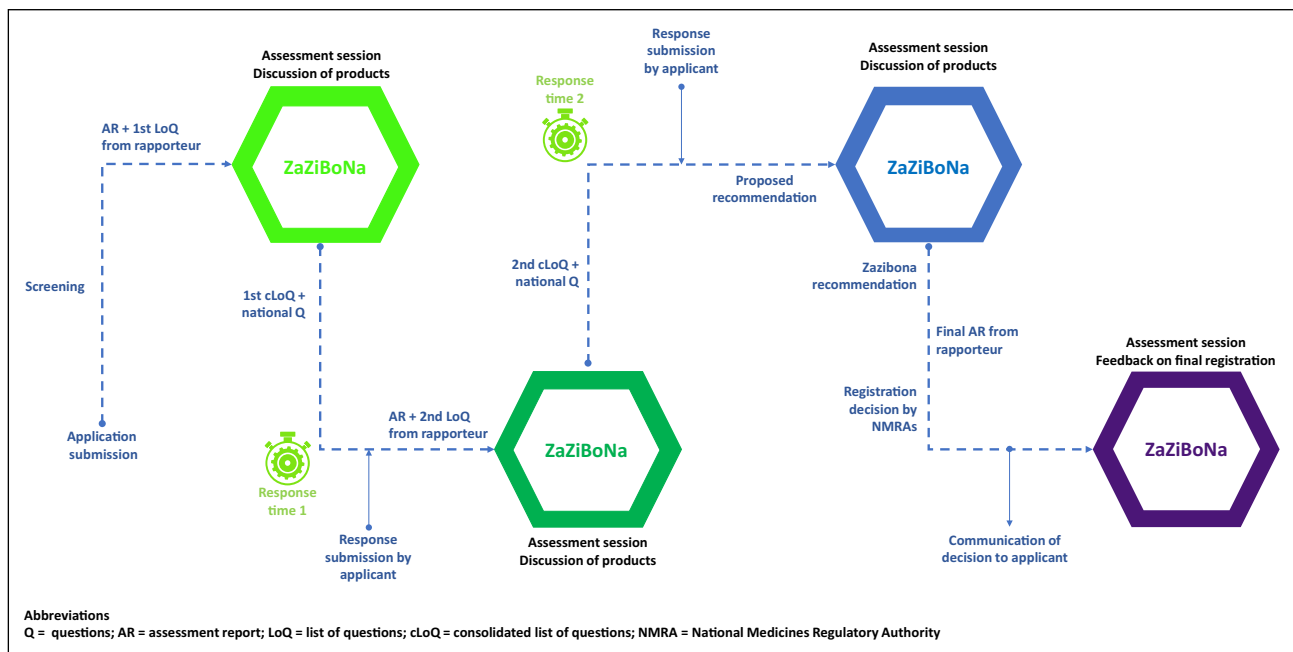 Application
submission
Screening
AR + 1st LoQ
from rapporteur
Assessment session
Discussion of products
ZaZiBoNa
1st cLoQ +
national Q
Response
time 1
Response
submission by
applicant
AR + 2nd LoQ
from rapporteur
ZaZiBoNa
Assessment session
Discussion of products
2nd cLoQ +
national Q
Response
time 2
Response
submission
by applicant
Proposed
recommendation
Assessment session
Discussion of products
ZaZiBoNa
Zazibona
recommendation
Final AR from
rapporteur
Registration
decision by
NMRAs
Communication of
decision to applicant
Assessment session
Feedback on final registration
ZaZiBoNa
Abbreviations
Q = questions; AR = assessment report; LoQ = list of questions; cLoQ = consolidated list of questions; NMRA = National Medicines Regulatory Authority